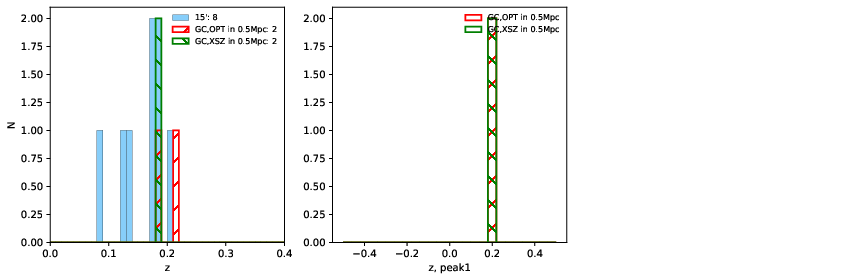 2.00
1.75
1.50
1.25
1.00
0.75
0.50
0.25
0.00
N
0.0 0.1 0.2 0.3 0.4
z
15': 8
GC,OPT in 0.5Mpc: 2
GC,XSZ in 0.5Mpc: 2
2.00
1.75
1.50
1.25
1.00
0.75
0.50
0.25
0.00
−0.4 −0.2 0.0 0.2 0.4
z, peak1
GC,OPT in 0.5Mpc
GC,XSZ in 0.5Mpc